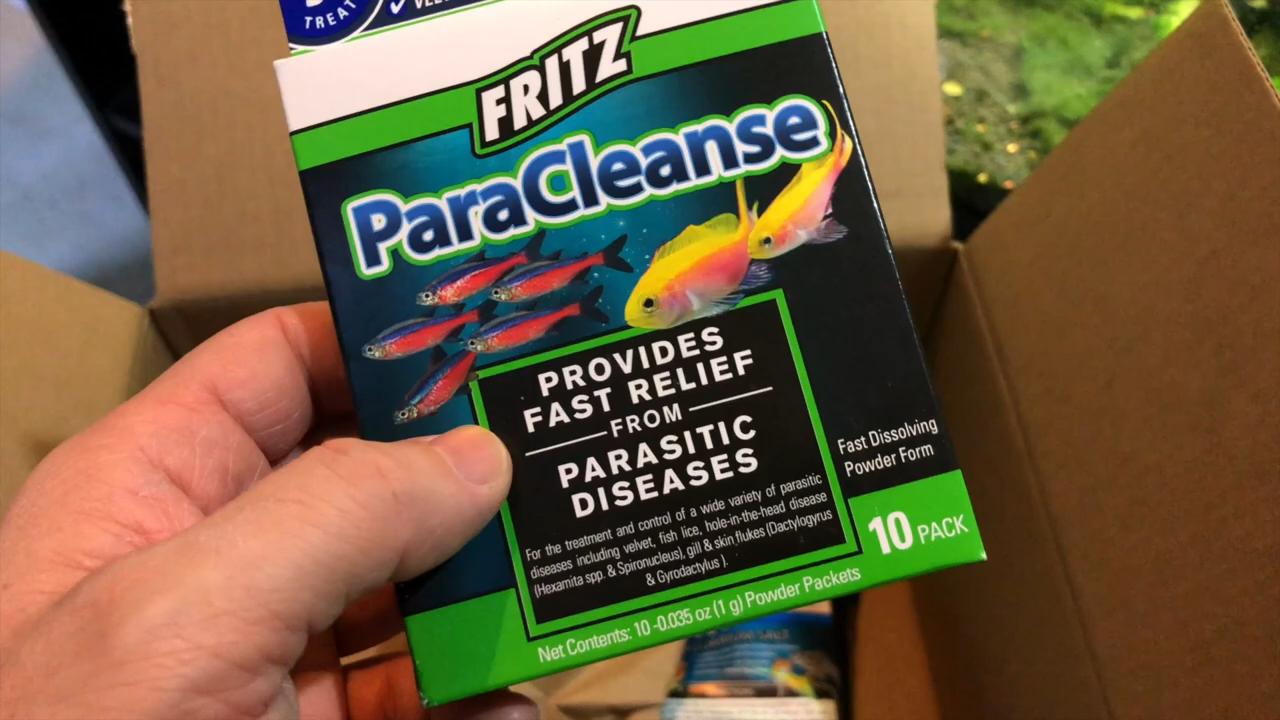 TREAT
FRITZ
ParaCleanse
PROVIDES
FAST RELIEF
FROM
PARASITIC
DISEASES
For the treatment and control of a wide variety of parasitic
diseases including velvet, fish lice, hole-in-the-head disease
(Hexamita spp. & Spironucleus), gill & skin flukes (Dactylogyrus
& Gyrodactylus ).
Fast Dissolving
Powder Form
10 PACK
Net Contents: 10 -0.035 oz (1 g) Powder Packets